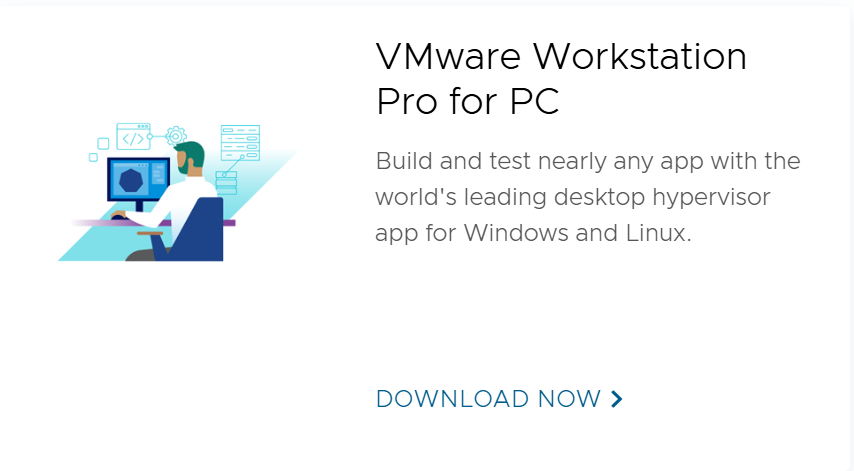 VMware Workstation
Pro for PC
Build and test nearly any app with the
world's leading desktop hypervisor
app for Windows and Linux.
</>
DOWNLOAD NOW